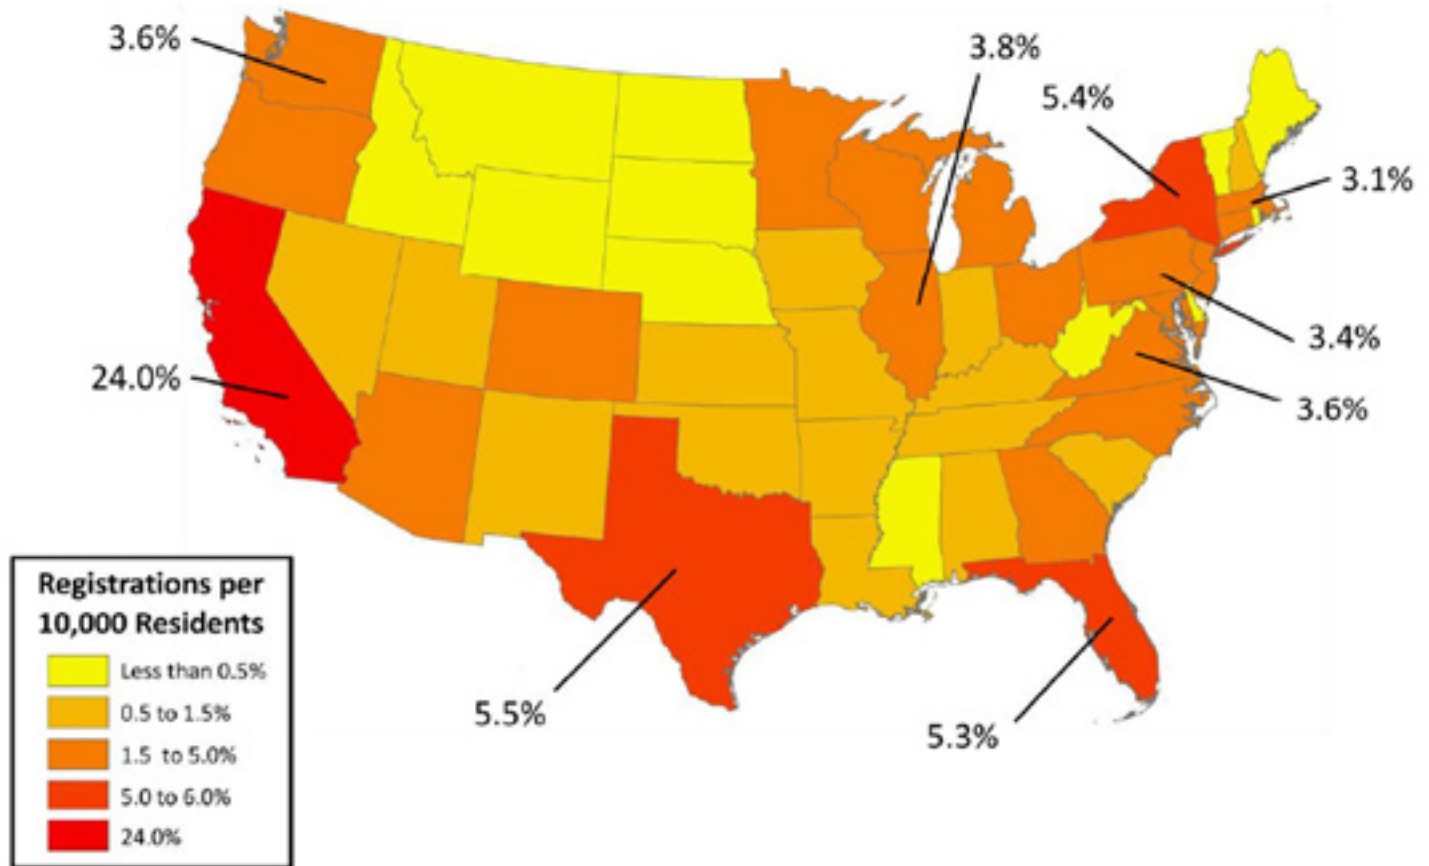 3.6%
3.8%
5.4%
3.1%
3.4%
24.0%
3.6%
5.5%
5.3%
Registrations per
10,000 Residents
Less than 0.5%
0.5 to 1.5%
1.5 to 5.0%
5.0 to 6.0%
24.0%